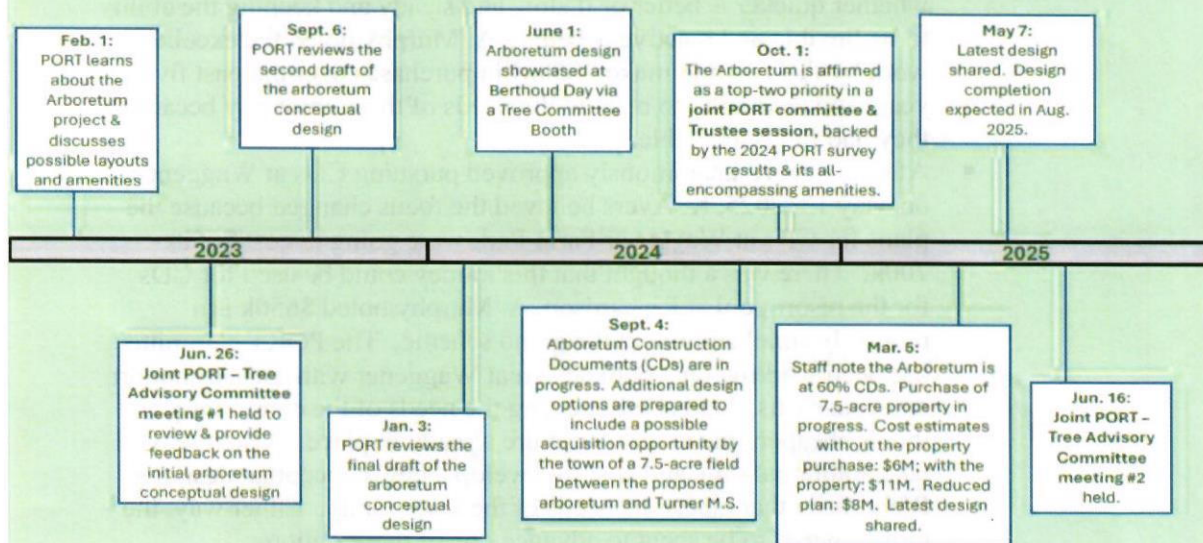 Feb. 1:
PORT learns
about the
Arboretum
project &
discusses
possible layouts
and amenities
Sept. 6:
PORT reviews the
second draft of
the arboretum
conceptual
design
June 1:
Arboretum design
showcased at
Berthoud Day via
a Tree Committee
Booth
Oct. 1:
The Arboretum is affirmed
as a top-two priority in a
joint PORT committee &
Trustee session, backed
by the 2024 PORT survey
results & its all-
encompassing amenities.
May 7:
Latest design
shared. Design
completion
expected in Aug.
2025.
2023
2024
2025
Jun. 26:
Joint PORT – Tree
Advisory Committee
meeting #1 held to
review & provide
feedback on the
initial arboretum
conceptual design
Jan. 3:
PORT reviews the
final draft of the
arboretum
conceptual
design
Sept. 4:
Arboretum Construction
Documents (CDs) are in
progress. Additional design
options are prepared to
include a possible
acquisition opportunity by
the town of a 7.5-acre field
between the proposed
arboretum and Turner M.S.
Mar. 5:
Staff note the Arboretum is
at 60% CDs. Purchase of
7.5-acre property in
progress. Cost estimates
without the property
purchase: $6M; with the
property: $11M. Reduced
plan: $8M. Latest design
shared.
Jun. 16:
Joint PORT –
Tree Advisory
Committee
meeting #2
held.